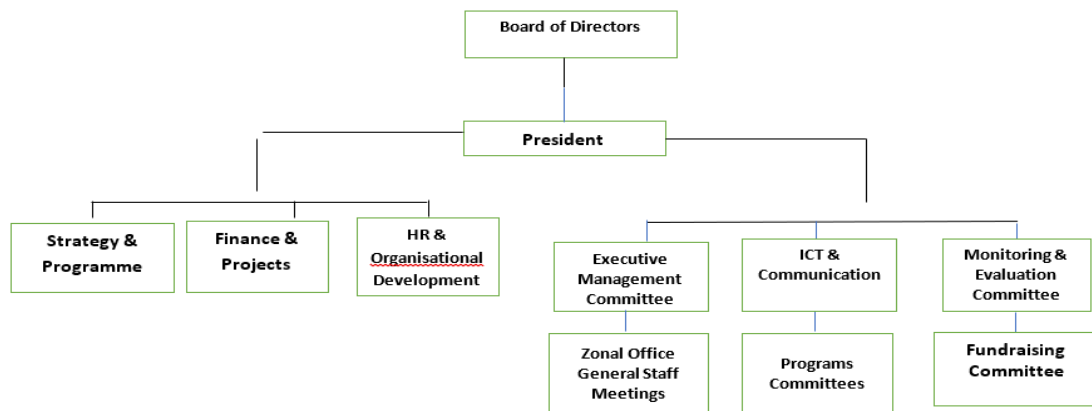 Board of Directors
President
Strategy &
Programme
Finance &
Projects
HR &
Organisational
Development
Executive
Management
Committee
ICT &
Communication
Monitoring
& Evaluation
Committee
Zonal Office
General Staff
Meetings
Programs
Committees
Fundraising
Committee